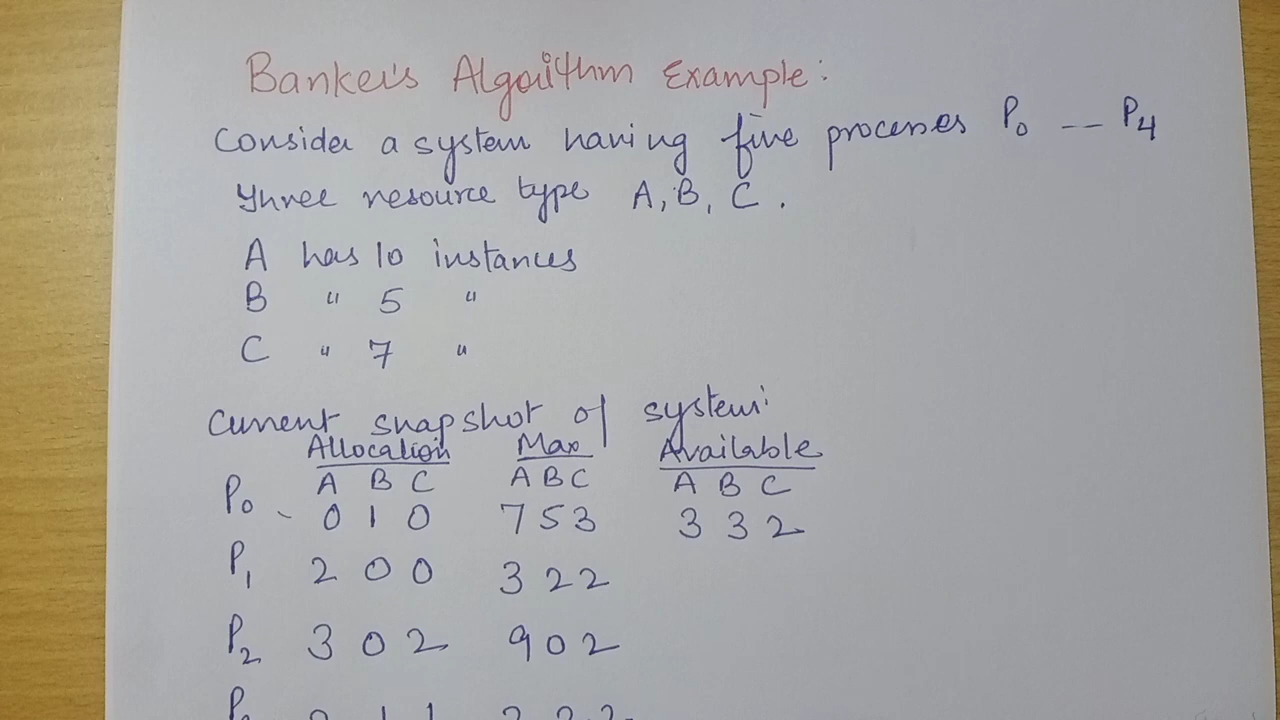 Banker's Algorithm Example:
Consider a system having five processes P0 -- P4
Three resource type A, B, C.
A has 10 instances
B " 5 "
C " 7 "
Current snapshot of system:
Allocation Max Available
A B C A B C A B C
P0 - 0 1 0 7 5 3 3 3 2
P1 2 0 0 3 2 2
P2 3 0 2 9 0 2